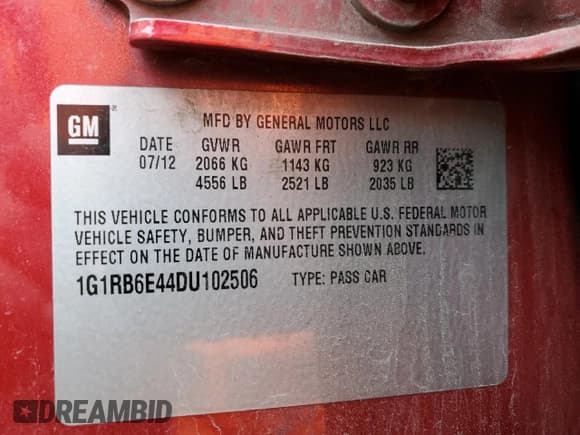 GM
MFD BY GENERAL MOTORS LLC
DATE GVWR GAWR FRT GAWR RR
07/12 2066 KG 1143 KG 923 KG
4556 LB 2521 LB 2035 LB
THIS VEHICLE CONFORMS TO ALL APPLICABLE U.S. FEDERAL MOTOR
VEHICLE SAFETY, BUMPER, AND THEFT PREVENTION STANDARDS IN
EFFECT ON THE DATE OF MANUFACTURE SHOWN ABOVE.
1G1RB6E44DU102506 TYPE: PASS CAR
DREAMBID